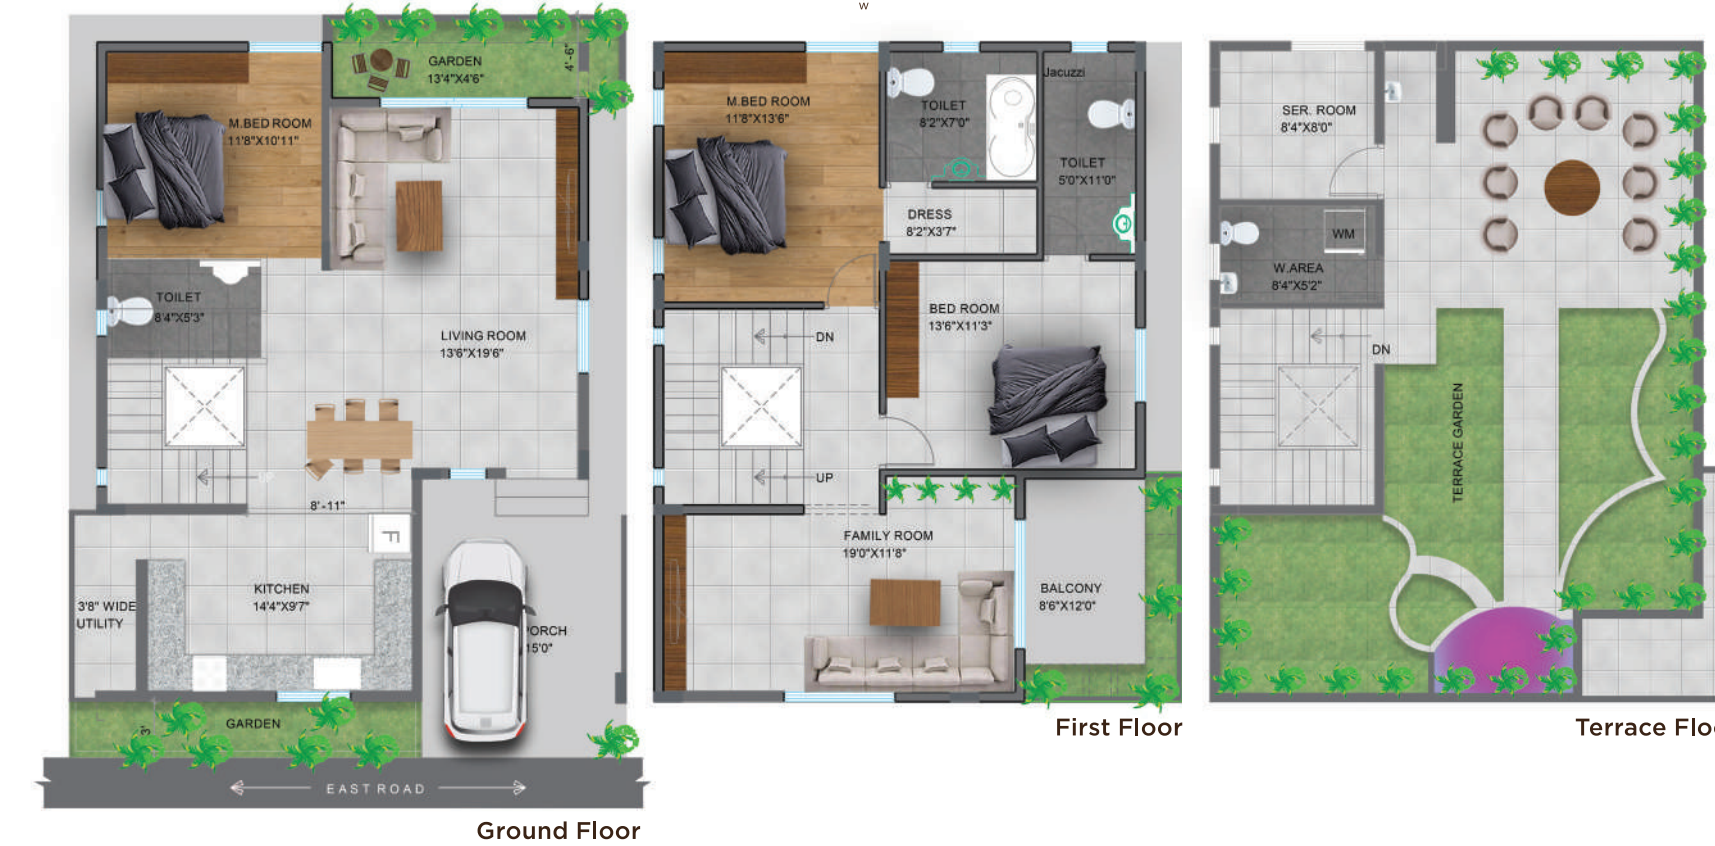 W
GARDEN
13'4"X4'6"
4'-6"
M.BED ROOM
11'8"X10'11"
TOILET
8'4"X5'3"
LIVING ROOM
13'6"X19'6"
8'-11"
F
KITCHEN
14'4"X9'7"
3'8" WIDE
UTILITY
PORCH
15'0"
GARDEN
3'
EAST ROAD
Ground Floor
M.BED ROOM
11'8"X13'6"
TOILET
8'2"X7'0"
Jacuzzi
TOILET
5'0"X11'0"
DRESS
8'2"X3'7"
BED ROOM
13'6"X11'3"
DN
UP
FAMILY ROOM
19'0"X11'8"
BALCONY
8'6"X12'0"
First Floor
SER. ROOM
8'4"X8'0"
WM
W.AREA
8'4"X5'2"
DN
TERRACE GARDEN
Terrace Floo